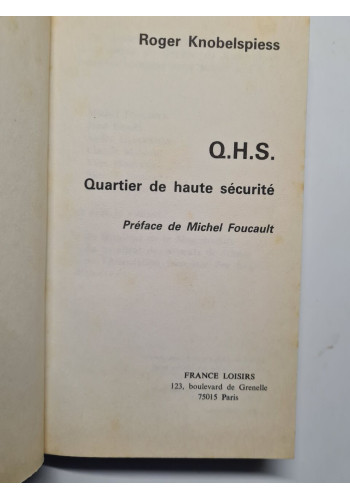 Roger Knobelspiess
Q.H.S.
Quartier de haute sécurité
Préface de Michel Foucault
FRANCE LOISIRS
123, boulevard de Grenelle
75015 Paris